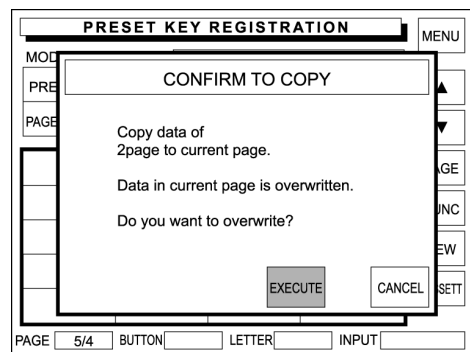 PRESET KEY REGISTRATION
MENU
MOD
CONFIRM TO COPY
PRE
▲
PAGE
▼
Copy data of
2page to current page.
Data in current page is overwritten.
Do you want to overwrite?
AGE
UNC
EW
SSETT
EXECUTE
CANCEL
PAGE 5/4 BUTTON LETTER INPUT